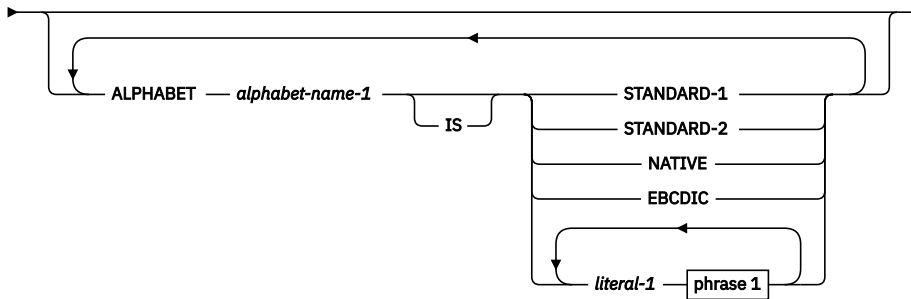 ALPHABET alphabet-name-1 STANDARD-1
IS STANDARD-2
NATIVE
EBCDIC
literal-1 phrase 1